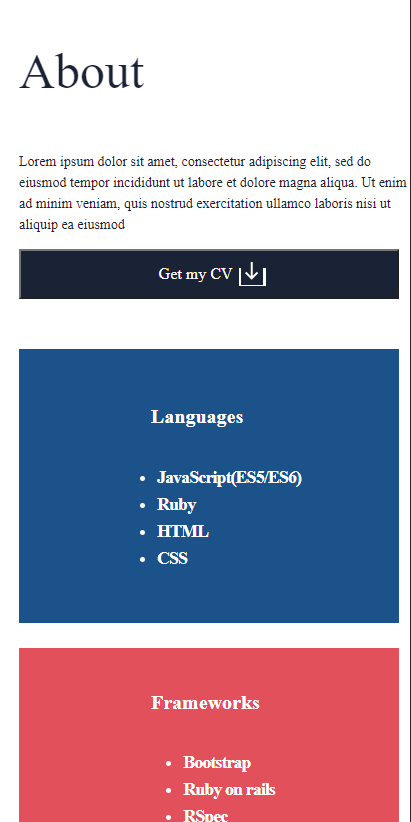 About
Lorem ipsum dolor sit amet, consectetur adipiscing elit, sed do
eiusmod tempor incididunt ut labore et dolore magna aliqua. Ut enim
ad minim veniam, quis nostrud exercitation ullamco laboris nisi ut
aliquip ea eiusmod
Get my CV
Languages
• JavaScript(ES5/ES6)
• Ruby
• HTML
• CSS
Frameworks
• Bootstrap
• Ruby on rails
• RSpec